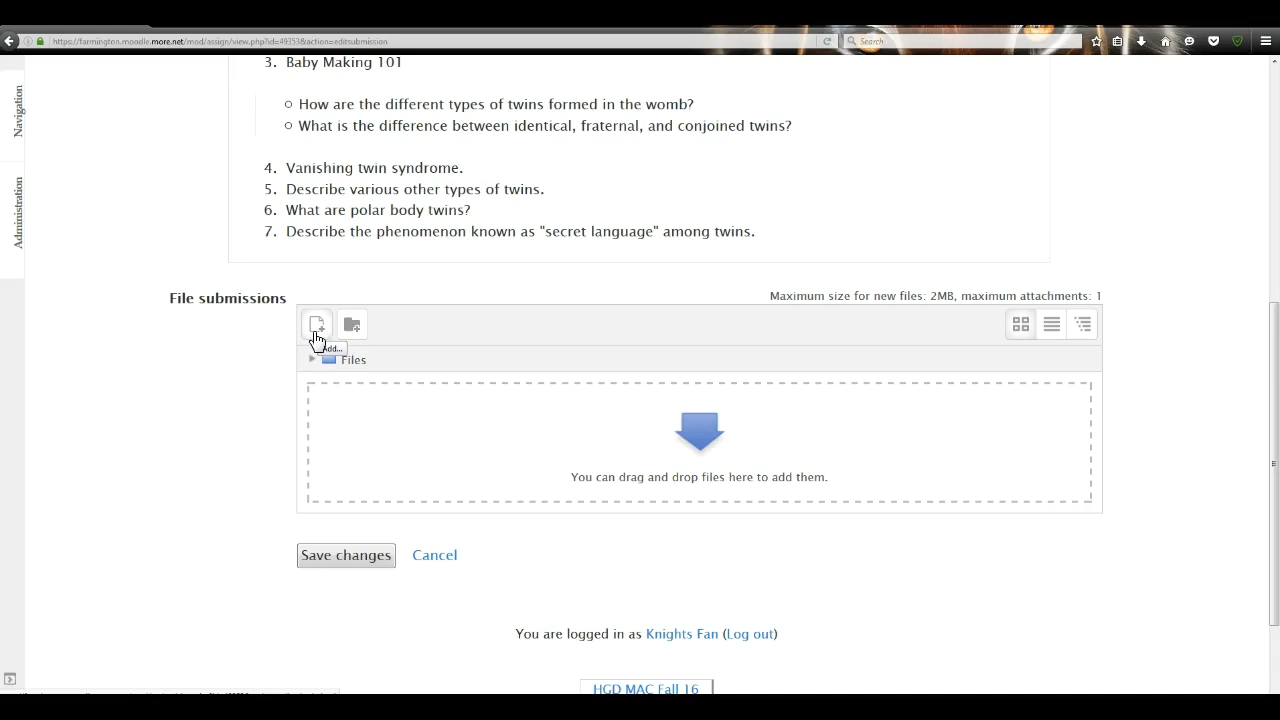 https://farmington.moodle.more.net/mod/assign/view.php?id=49353&action=editsubmission
Search
Navigation
Administration
3. Baby Making 101
○ How are the different types of twins formed in the womb?
○ What is the difference between identical, fraternal, and conjoined twins?
4. Vanishing twin syndrome.
5. Describe various other types of twins.
6. What are polar body twins?
7. Describe the phenomenon known as "secret language" among twins.
File submissions
Maximum size for new files: 2MB, maximum attachments: 1
Add...
Files
You can drag and drop files here to add them.
Save changes Cancel
You are logged in as Knights Fan (Log out)
HGD MAC Fall 16